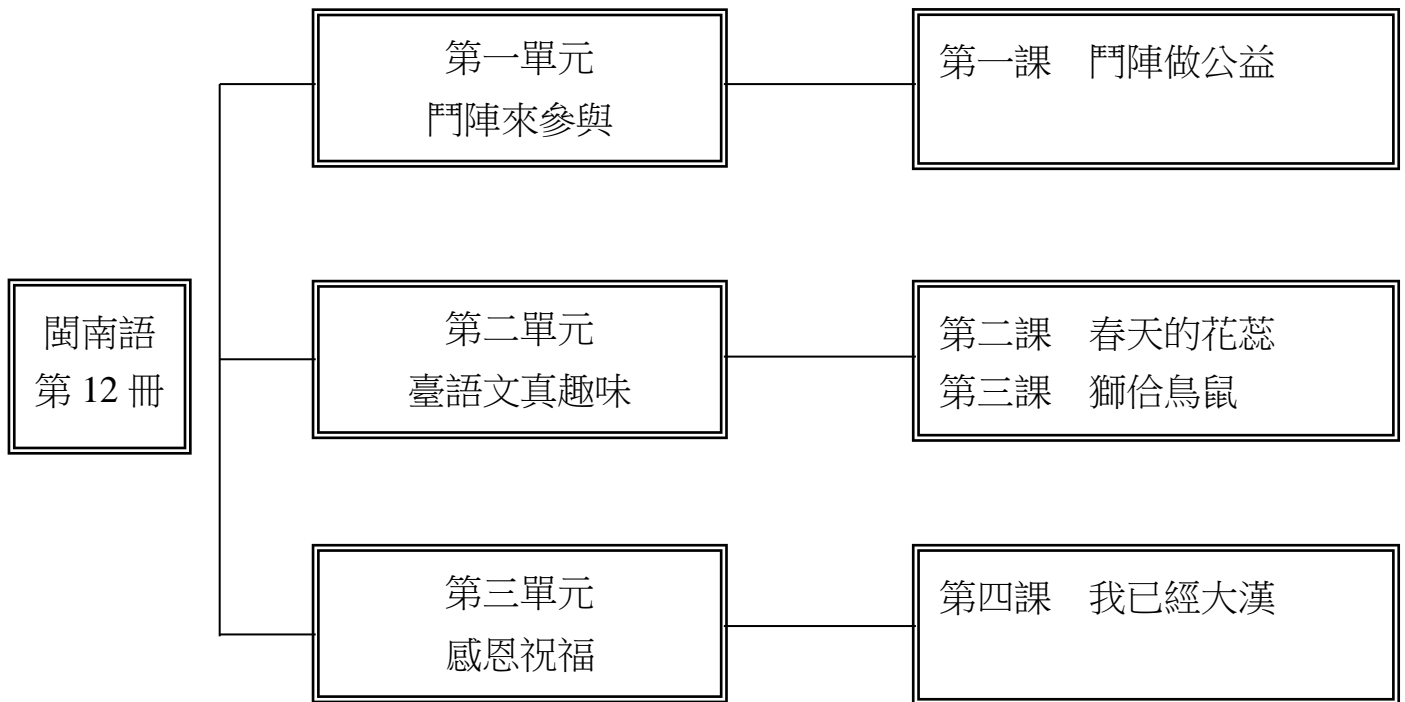 閩南語
第 12 冊
第一單元
鬥陣來參與
第一課　鬥陣做公益
第二單元
臺語文真趣味
第二課　春天的花蕊
第三課　獅佮鳥鼠
第三單元
感恩祝福
第四課　我已經大漢